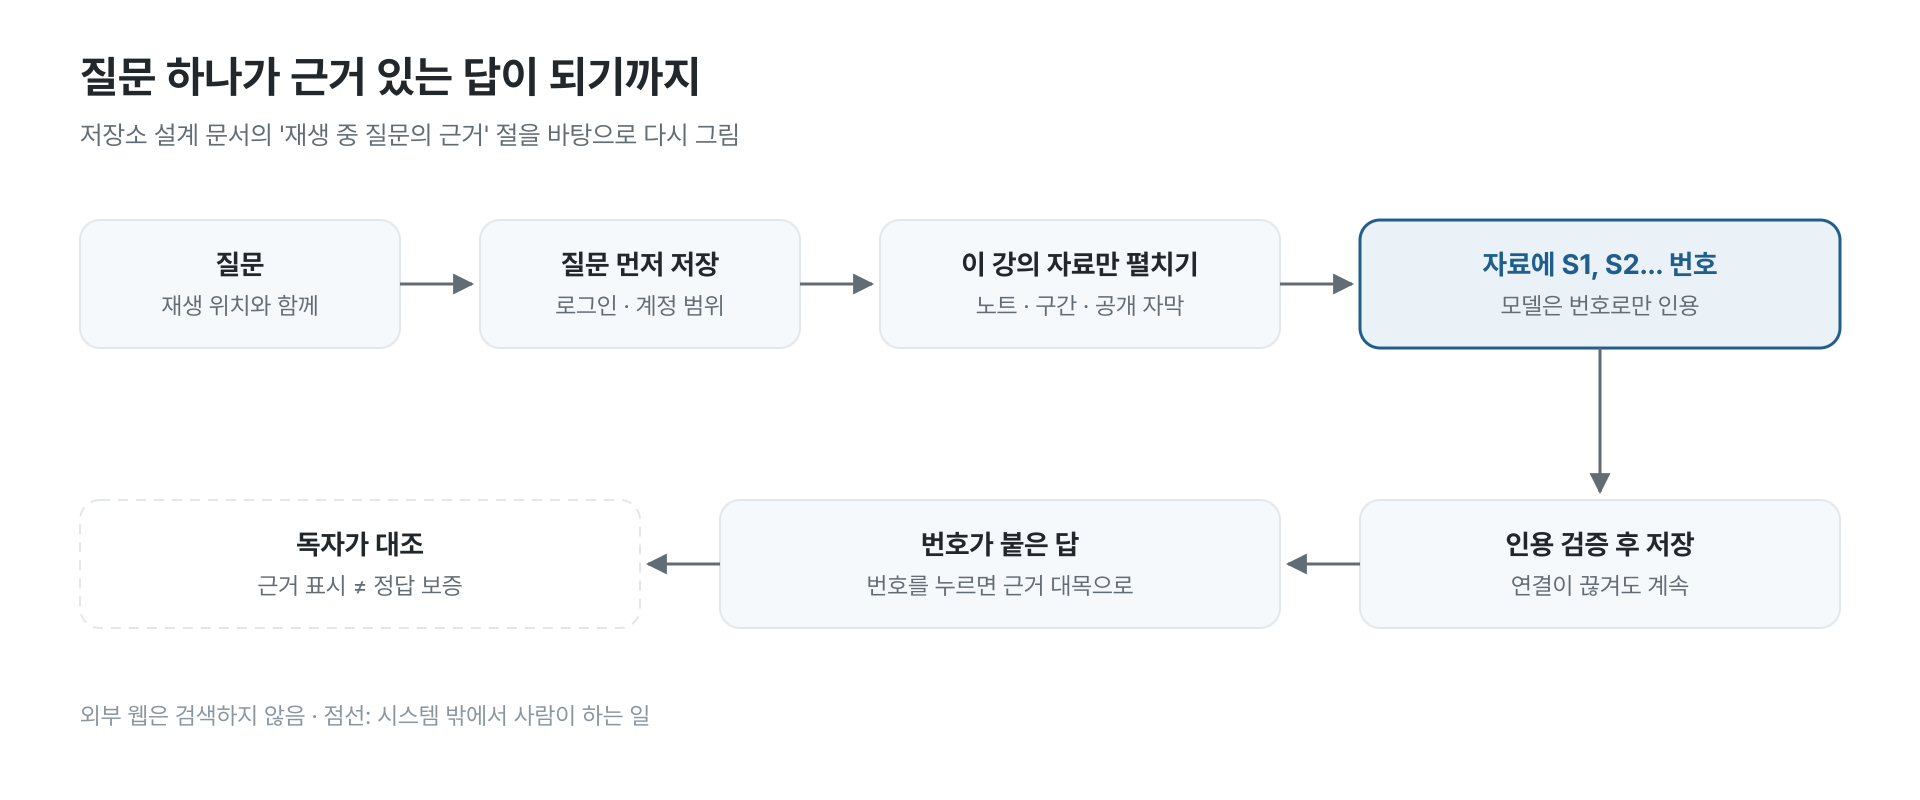 질문 하나가 근거 있는 답이 되기까지
저장소 설계 문서의 '재생 중 질문의 근거' 절을 바탕으로 다시 그림
질문
재생 위치와 함께
질문 먼저 저장
로그인 · 계정 범위
이 강의 자료만 펼치기
노트 · 구간 · 공개 자막
자료에 S1, S2… 번호
모델은 번호로만 인용
인용 검증 후 저장
연결이 끊겨도 계속
번호가 붙은 답
번호를 누르면 근거 대목으로
독자가 대조
근거 표시 ≠ 정답 보증
외부 웹은 검색하지 않음 · 점선: 시스템 밖에서 사람이 하는 일